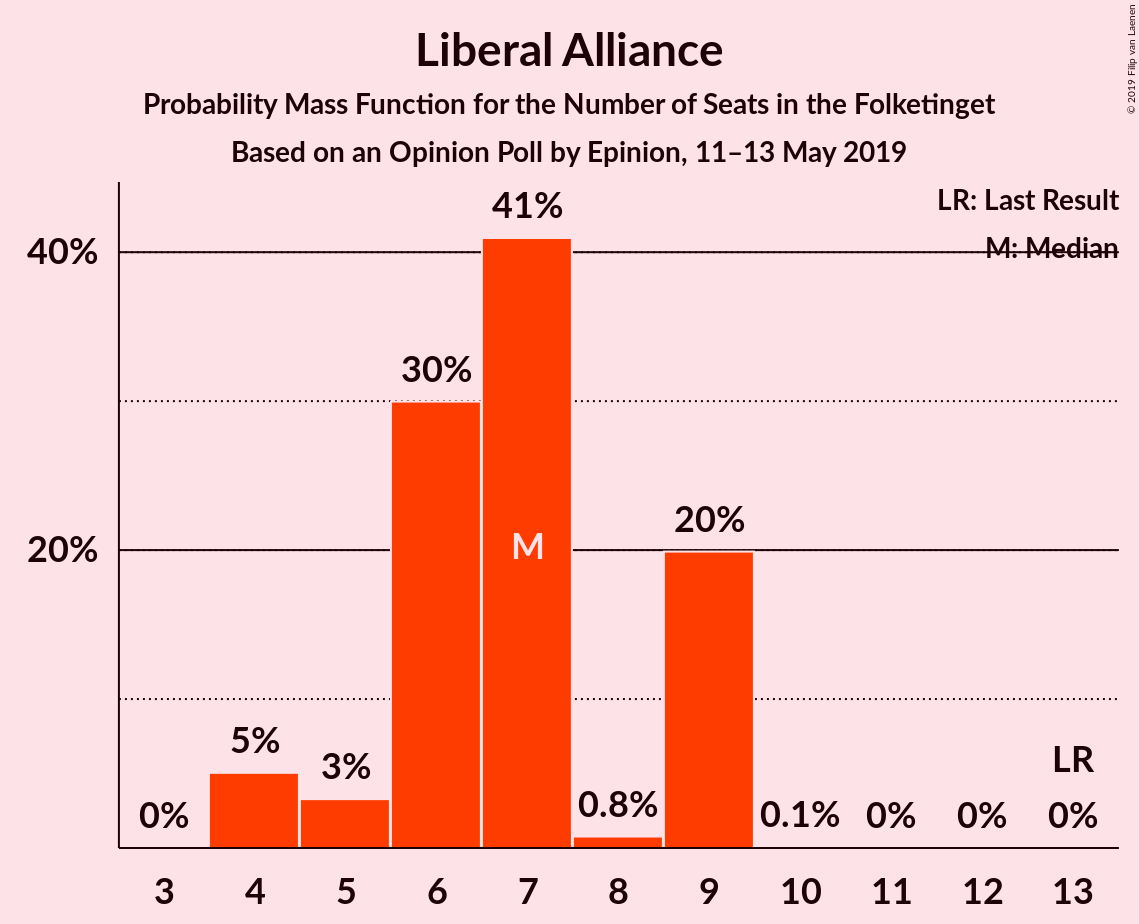 Liberal Alliance
Probability Mass Function for the Number of Seats in the Folketinget
Based on an Opinion Poll by Epinion, 11–13 May 2019
© 2019 Filip van Laenen
LR: Last Result
M: Median
40%
20%
0%
5%
3%
30%
41%
M
0.8%
20%
0.1%
0%
0%
LR
0%
3 4 5 6 7 8 9 10 11 12 13